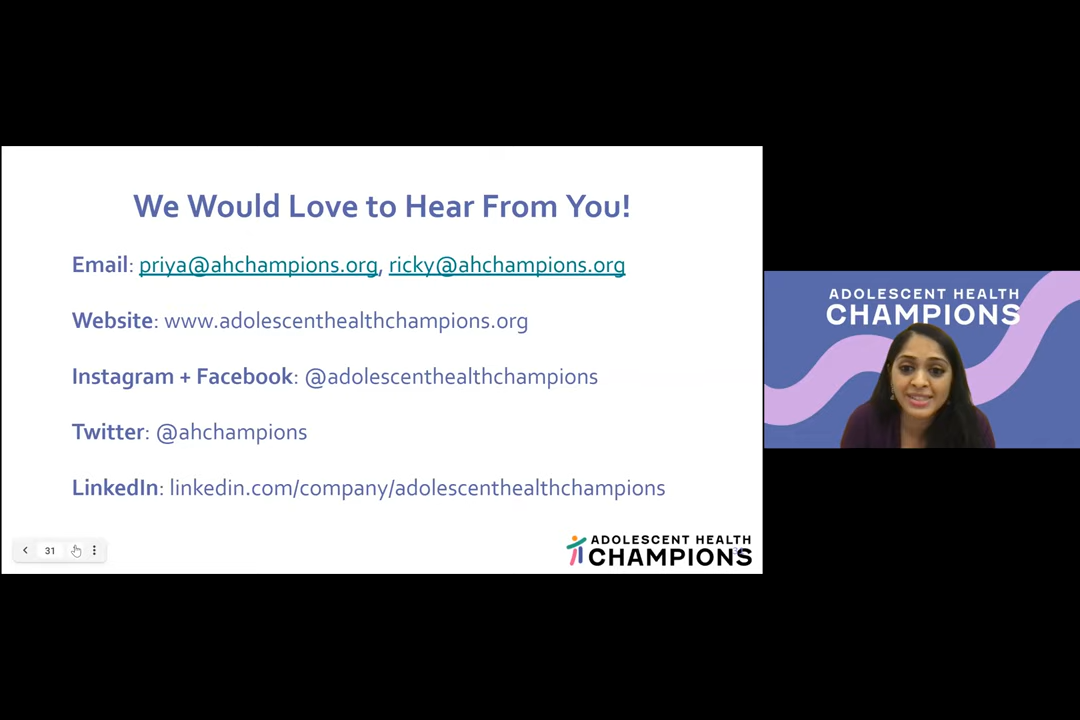 We Would Love to Hear From You!
Email: priya@ahchampions.org, ricky@ahchampions.org
Website: www.adolescenthealthchampions.org
Instagram + Facebook: @adolescenthealthchampions
Twitter: @ahchampions
LinkedIn: linkedin.com/company/adolescenthealthchampions
31
ADOLESCENT HEALTH
CHAMPIONS
ADOLESCENT HEALTH
CHAMPIONS